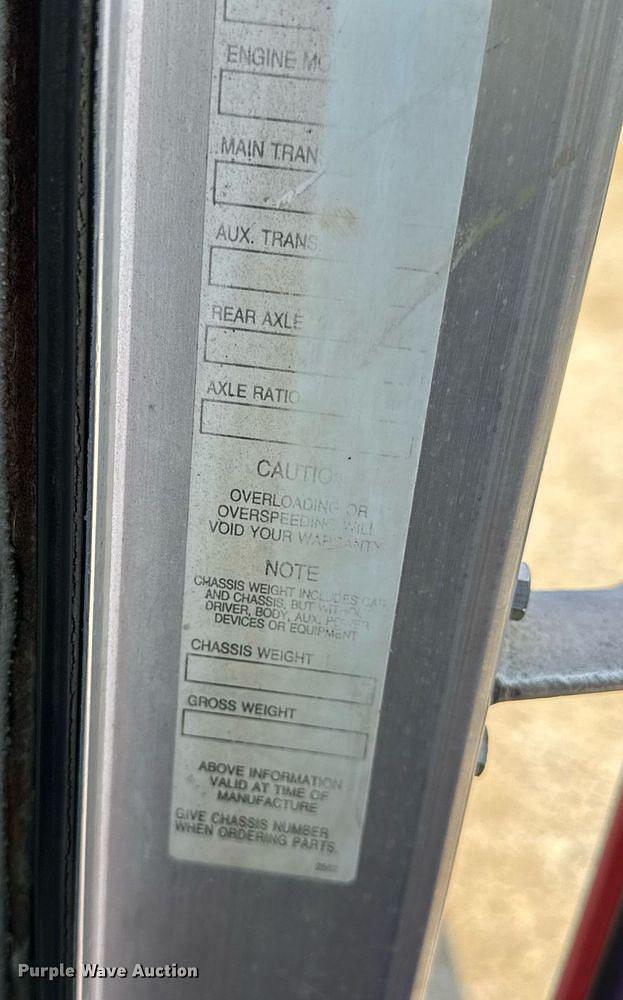 ENGINE MO
MAIN TRAN
AUX. TRANS.
REAR AXLE
AXLE RATIO
CAUTIO
OVERLOADING OR
OVERSPEEDING WILL
VOID YOUR WARRANTY
NOTE
CHASSIS WEIGHT INCLUDES CAB
AND CHASSIS, BUT WITHOUT
DRIVER, BODY, AUX. POWER
DEVICES OR EQUIPMENT
CHASSIS WEIGHT
GROSS WEIGHT
ABOVE INFORMATION
VALID AT TIME OF
MANUFACTURE
GIVE CHASSIS NUMBER
WHEN ORDERING PARTS.
Purple Wave Auction